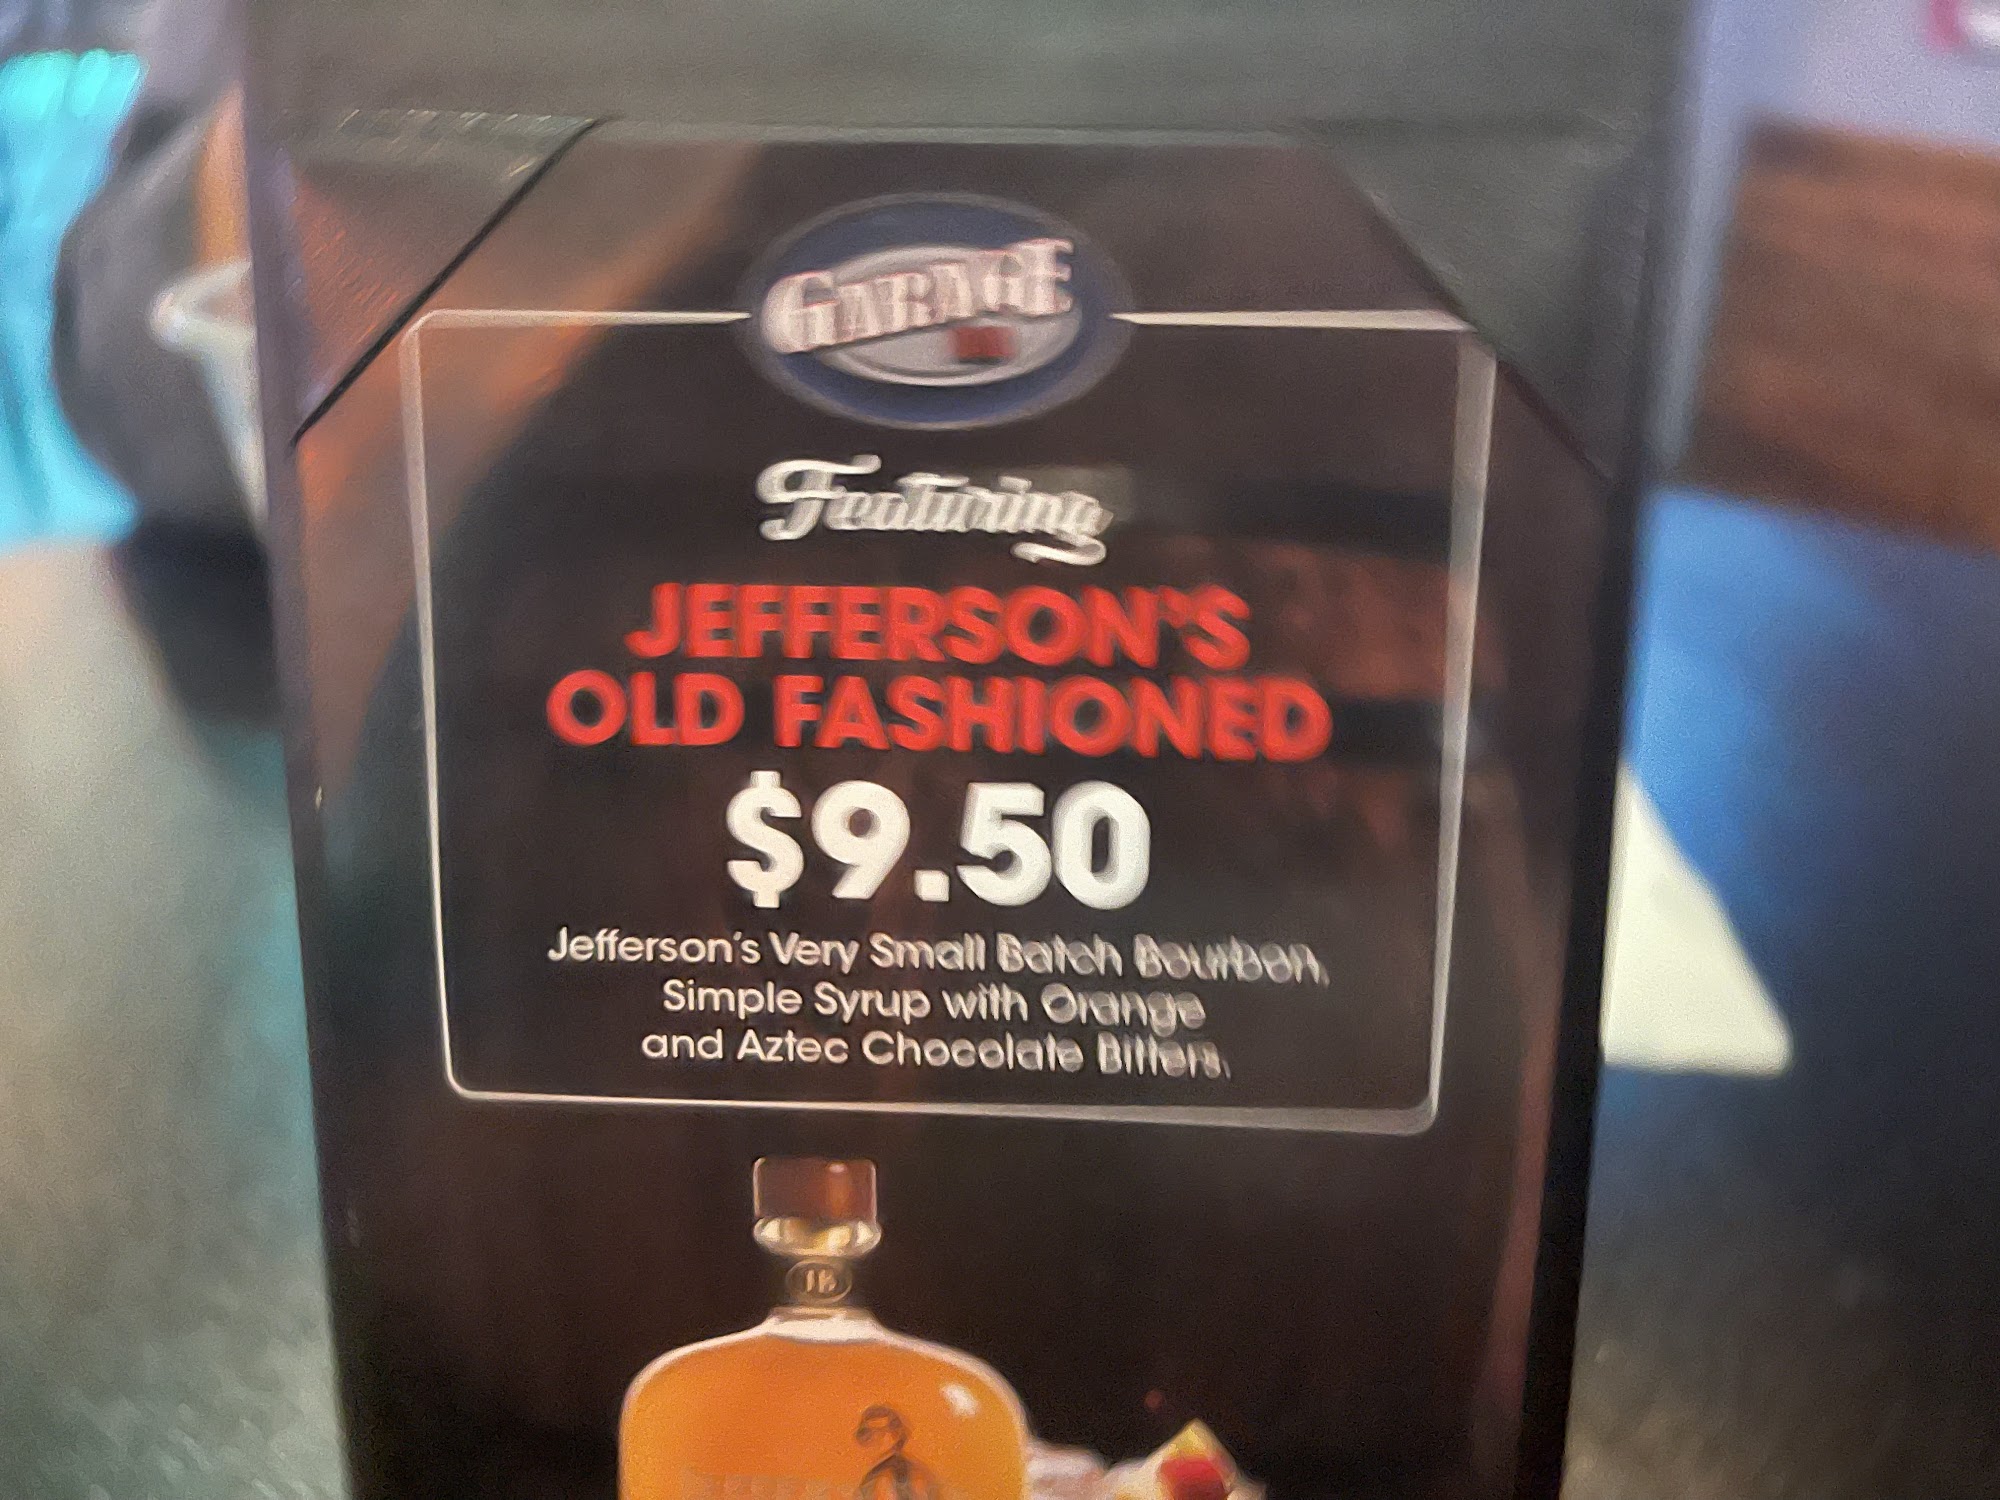 GARAGE
Featuring
JEFFERSON'S
OLD FASHIONED
$9.50
Jefferson's Very Small Batch Bourbon,
Simple Syrup with Orange
and Aztec Chocolate Bitters.
JB